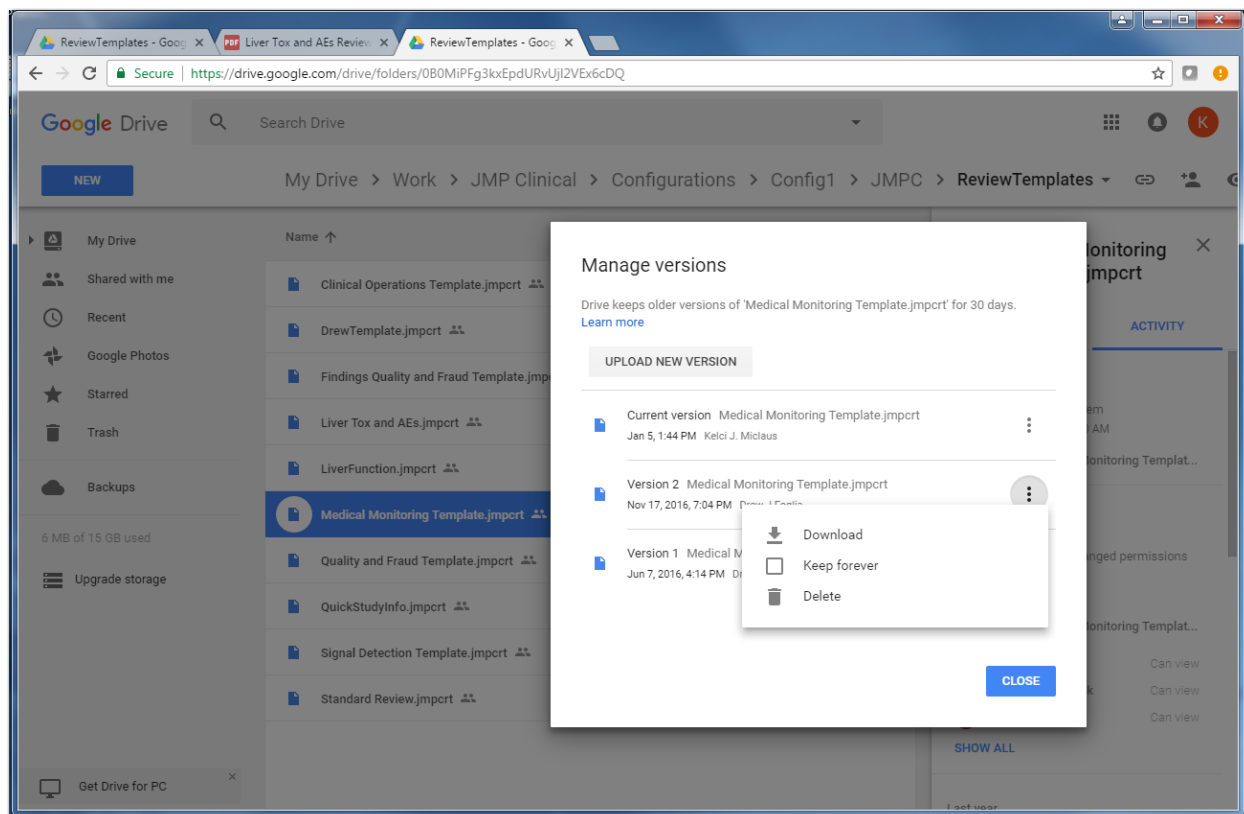 ReviewTemplates - Goog
Liver Tox and AEs Review
ReviewTemplates - Goog
Secure https://drive.google.com/drive/folders/0B0MiPFg3kxEpdURvUjI2VEx6cDQ
Google Drive
Search Drive
K
NEW
My Drive > Work > JMP Clinical > Configurations > Config1 > JMPC > ReviewTemplates
My Drive
Shared with me
Recent
Google Photos
Starred
Trash
Backups
6 MB of 15 GB used
Upgrade storage
Get Drive for PC
Name
Clinical Operations Template.jmpcrt
DrewTemplate.jmpcrt
Findings Quality and Fraud Template.jmp
Liver Tox and AEs.jmpcrt
LiverFunction.jmpcrt
Medical Monitoring Template.jmpcrt
Quality and Fraud Template.jmpcrt
QuickStudyInfo.jmpcrt
Signal Detection Template.jmpcrt
Standard Review.jmpcrt
Manage versions
Drive keeps older versions of 'Medical Monitoring Template.jmpcrt' for 30 days.
Learn more
UPLOAD NEW VERSION
Current version Medical Monitoring Template.jmpcrt
Jan 5, 1:44 PM Kelci J. Miclaus
Version 2 Medical Monitoring Template.jmpcrt
Nov 17, 2016, 7:04 PM
Version 1 Medical M
Jun 7, 2016, 4:14 PM
Download
Keep forever
Delete
CLOSE
onitoring
jmpcrt
ACTIVITY
em
AM
onitoring Templat...
nged permissions
onitoring Templat...
Can view
k Can view
Can view
SHOW ALL
Last year